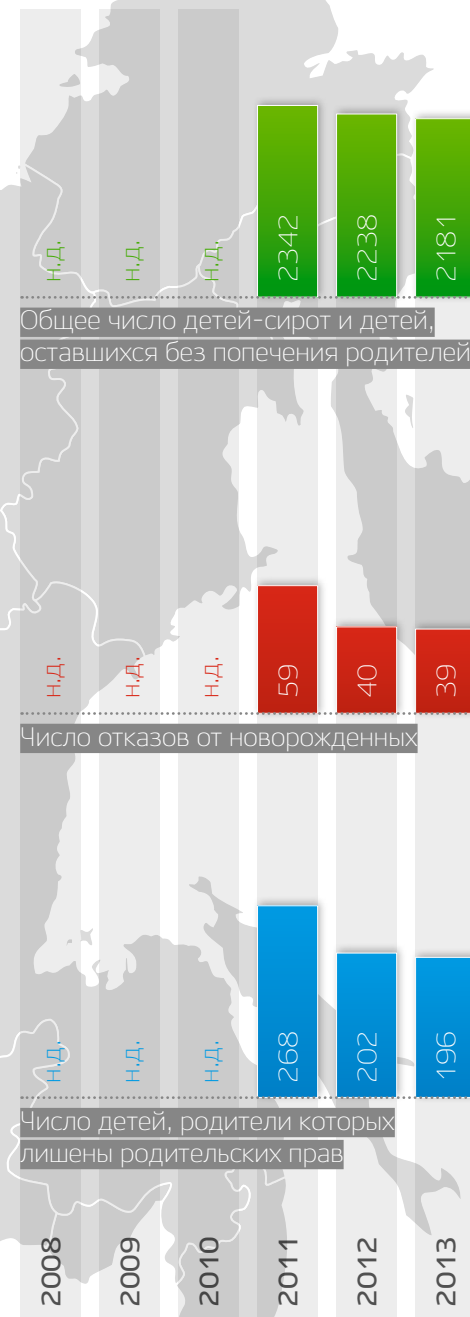 н.д. н.д. н.д. 2342 2238 2181
Общее число детей-сирот и детей,
оставшихся без попечения родителей
н.д. н.д. н.д. 59 40 39
Число отказов от новорожденных
н.д. н.д. н.д. 268 202 196
Число детей, родители которых
лишены родительских прав
2008 2009 2010 2011 2012 2013